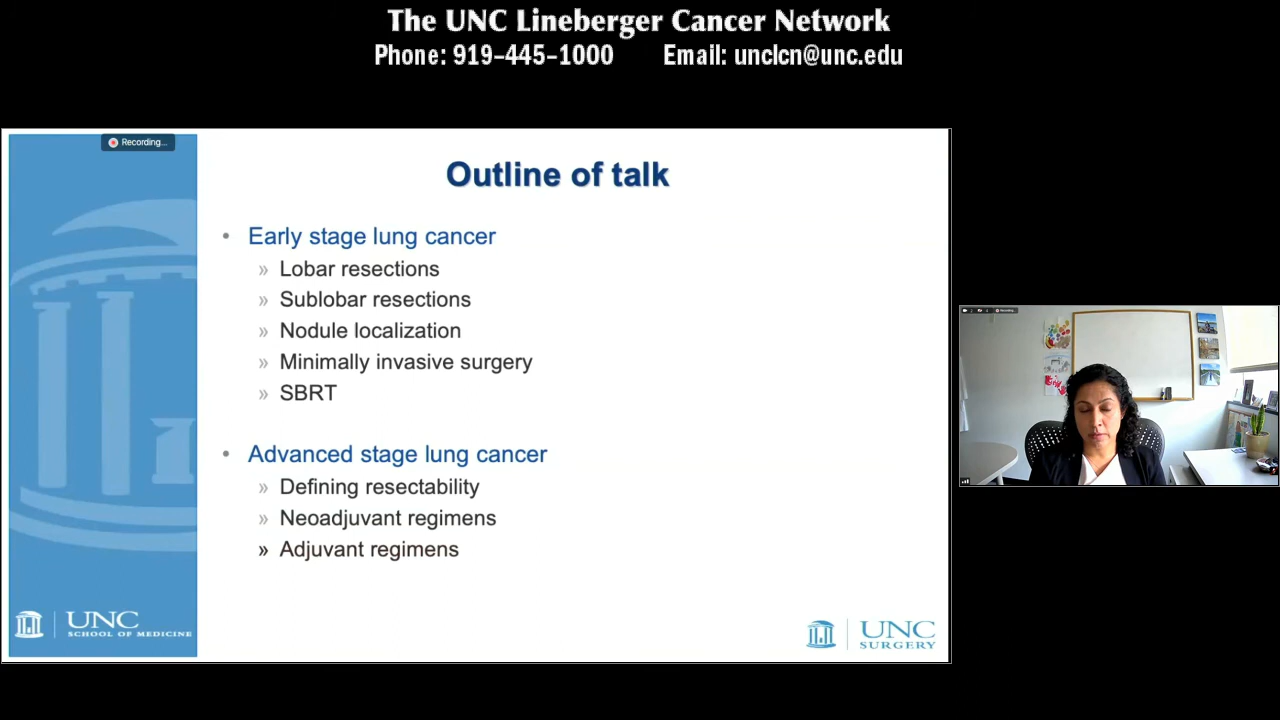 The UNC Lineberger Cancer Network
Phone: 919-445-1000 Email: unclcn@unc.edu
Recording...
Outline of talk
• Early stage lung cancer
» Lobar resections
» Sublobar resections
» Nodule localization
» Minimally invasive surgery
» SBRT
• Advanced stage lung cancer
» Defining resectability
» Neoadjuvant regimens
» Adjuvant regimens
UNC
SCHOOL OF MEDICINE
UNC
SURGERY
Recording...